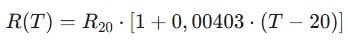 R(T) = R₂₀ · [1 + 0,00403 · (T − 20)]